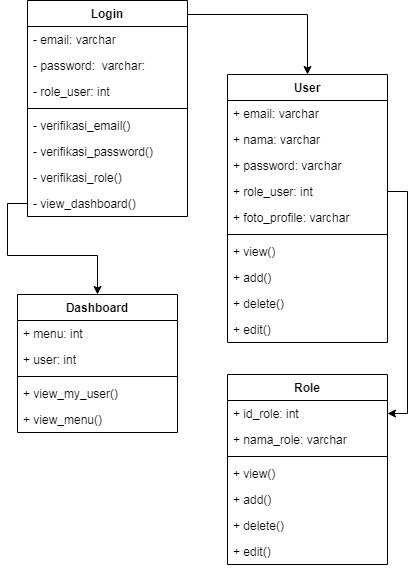 Login
- email: varchar
- password:  varchar:
- role_user: int
- verifikasi_email()
- verifikasi_password()
- verifikasi_role()
- view_dashboard()
User
+ email: varchar
+ nama: varchar
+ password: varchar
+ role_user: int
+ foto_profile: varchar
+ view()
+ add()
+ delete()
+ edit()
Dashboard
+ menu: int
+ user: int
+ view_my_user()
+ view_menu()
Role
+ id_role: int
+ nama_role: varchar
+ view()
+ add()
+ delete()
+ edit()